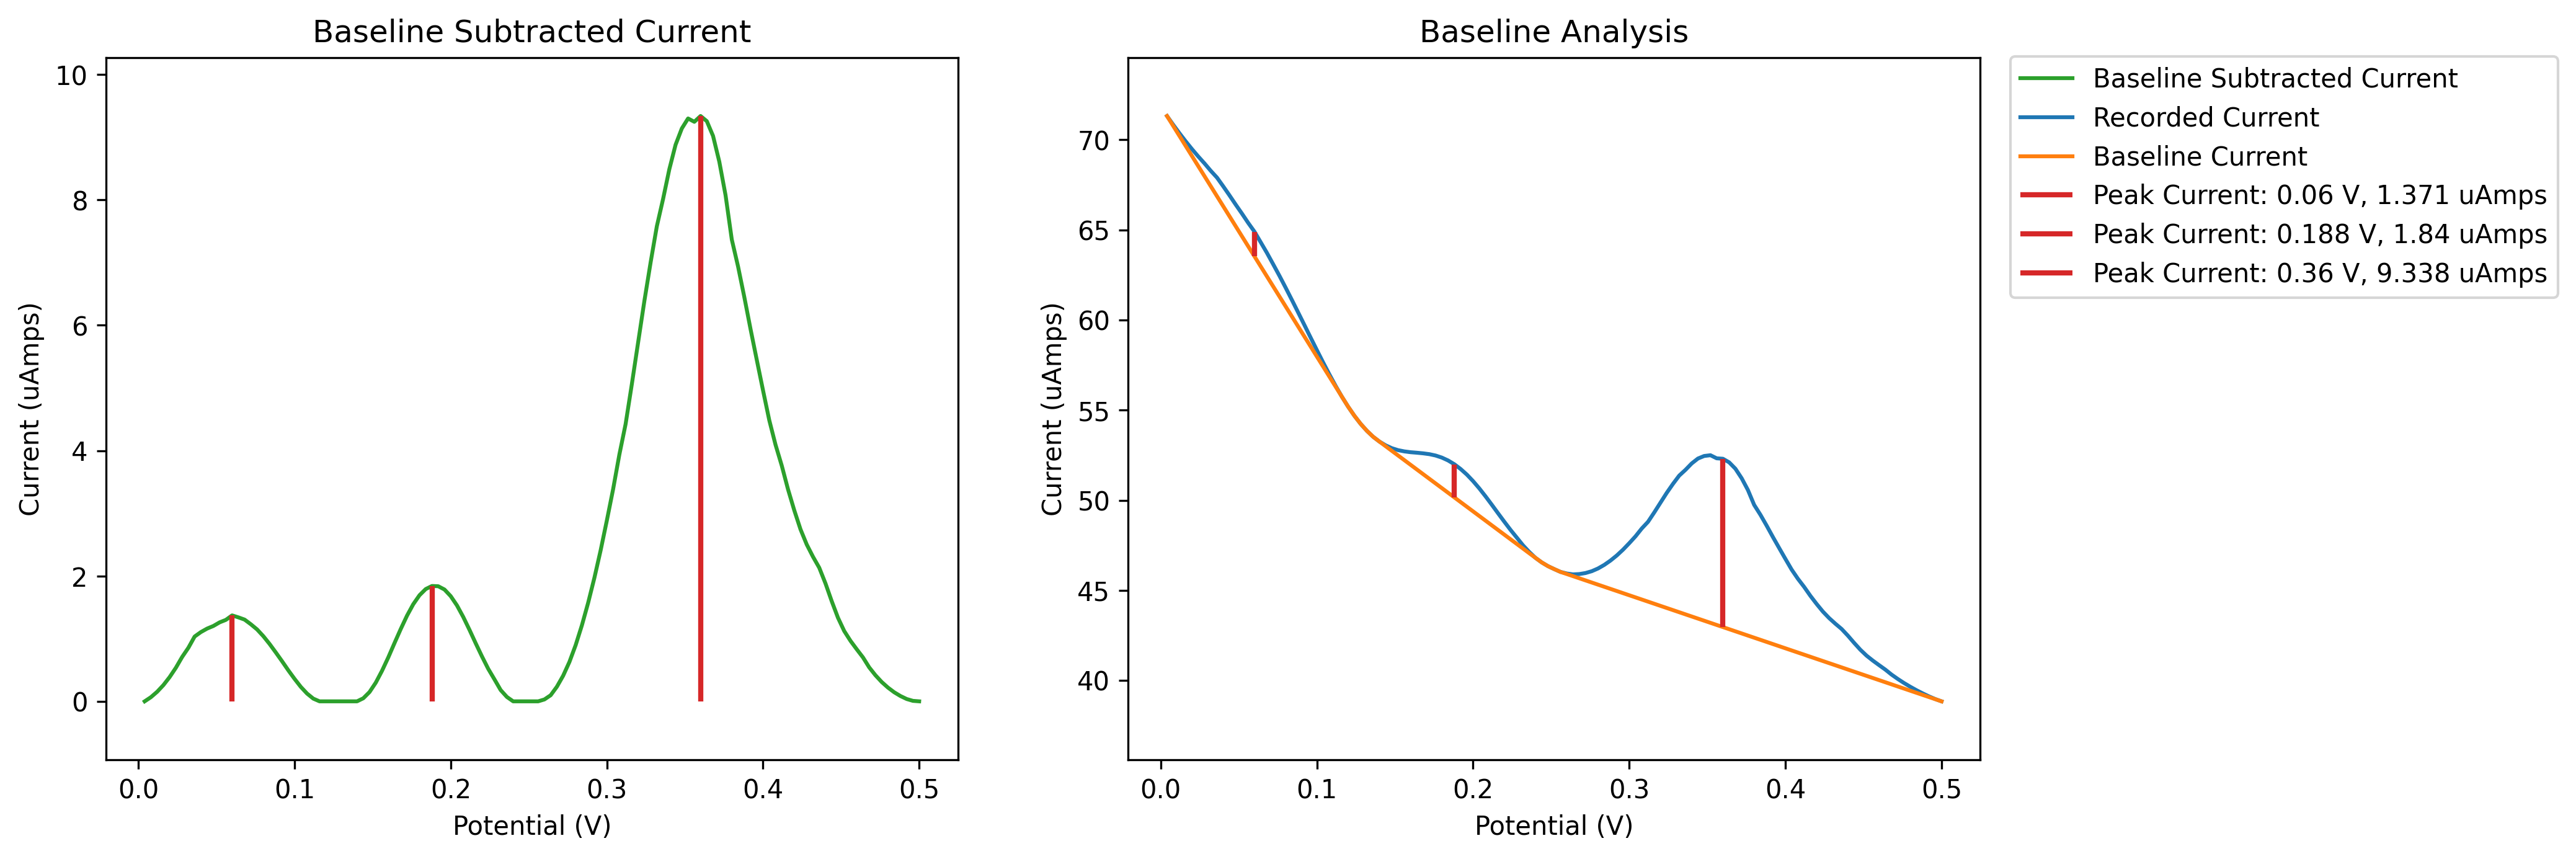 Baseline Subtracted Current
10
8
6
4
2
0
Current (uAmps)
0.0 0.1 0.2 0.3 0.4 0.5
Potential (V)
Baseline Analysis
70
65
60
55
50
45
40
Current (uAmps)
0.0 0.1 0.2 0.3 0.4 0.5
Potential (V)
Baseline Subtracted Current
Recorded Current
Baseline Current
Peak Current: 0.06 V, 1.371 uAmps
Peak Current: 0.188 V, 1.84 uAmps
Peak Current: 0.36 V, 9.338 uAmps